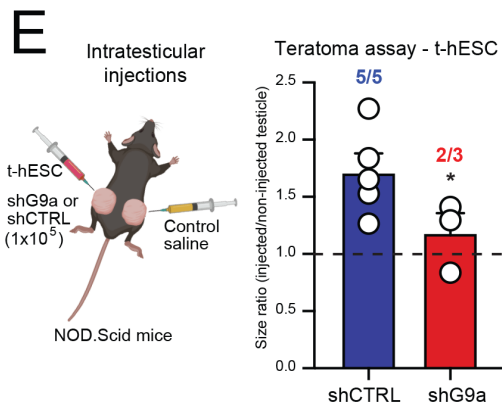 E
Intratesticular
injections
t-hESC
shG9a or
shCTRL
(1x10⁵)
Control
saline
NOD.Scid mice
Teratoma assay - t-hESC
Size ratio (injected/non-injected testicle)
2.5
2.0
1.5
1.0
0.5
0.0
5/5
2/3
*
shCTRL
shG9a